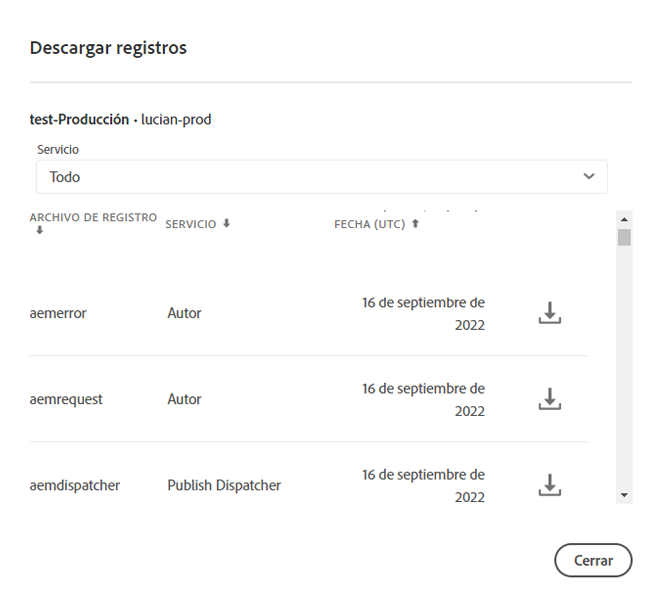 Descargar registros
test-Producción • lucian-prod
Servicio
Todo
ARCHIVO DE REGISTRO
SERVICIO
FECHA (UTC)
aemerror
Autor
16 de septiembre de
2022
aemrequest
Autor
16 de septiembre de
2022
aemdispatcher
Publish Dispatcher
16 de septiembre de
2022
Cerrar